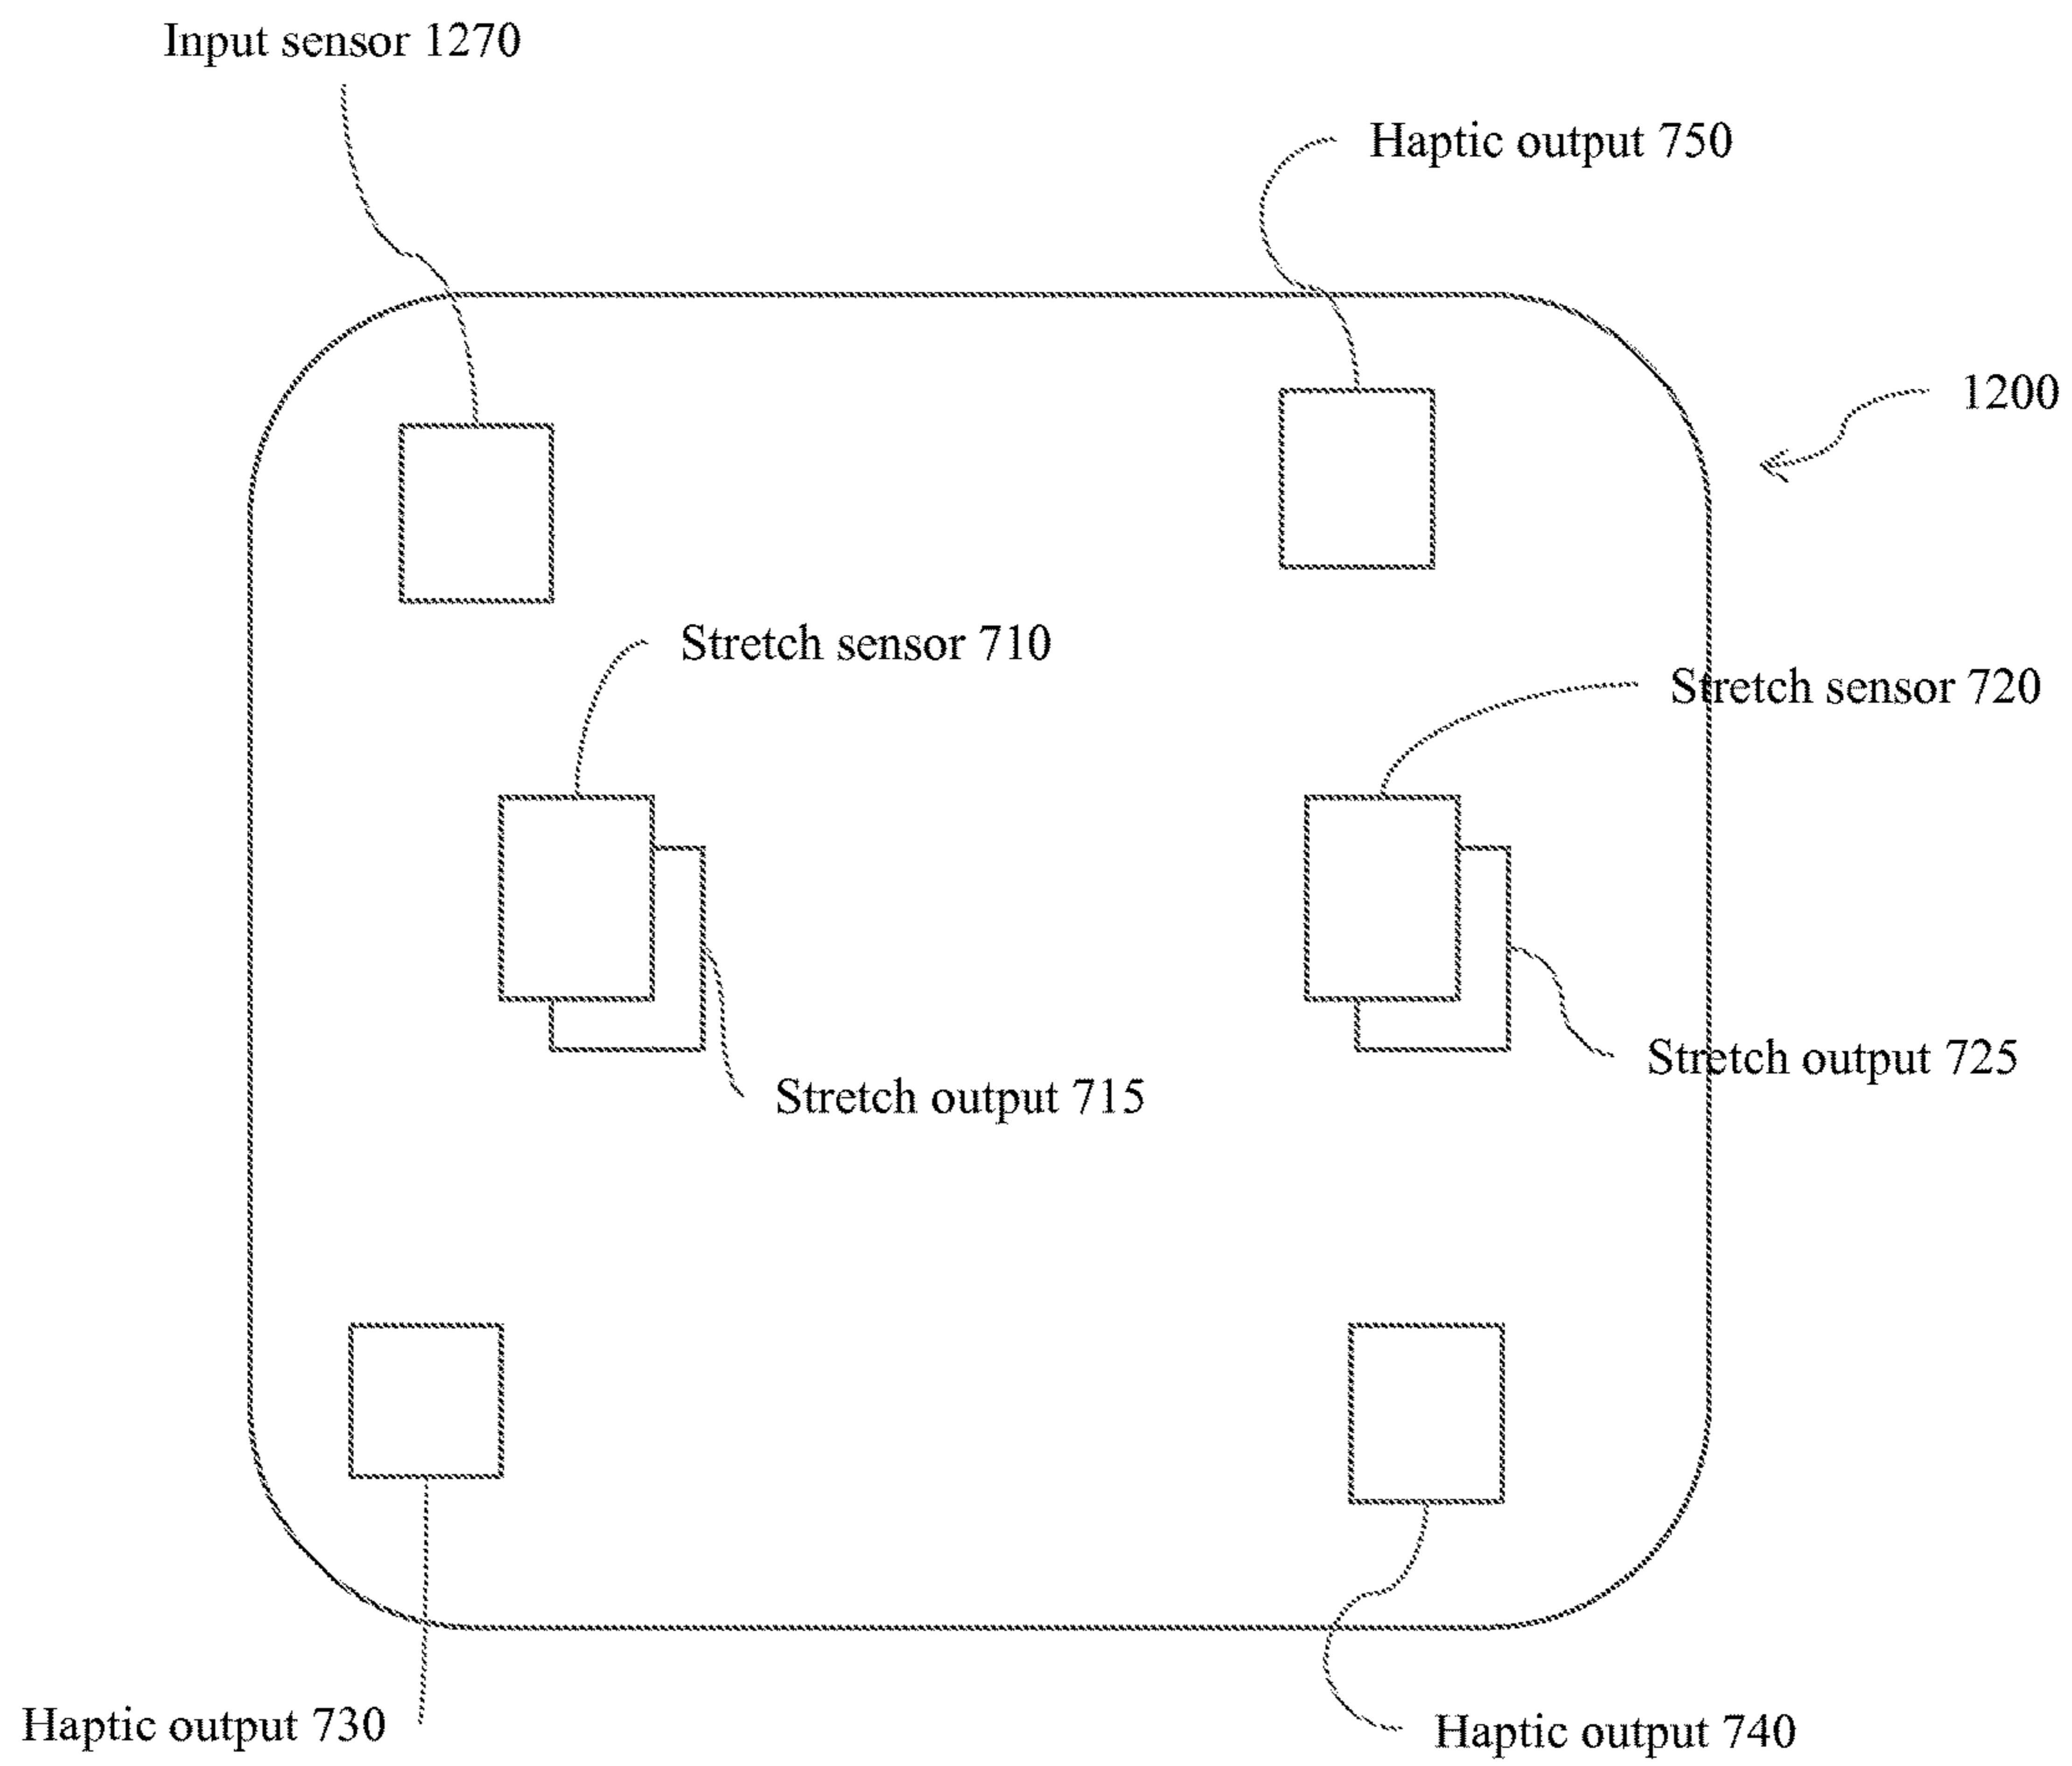 Input sensor 1270
Haptic output 750
1200
Stretch sensor 710
Stretch sensor 720
Stretch output 725
Stretch output 715
Haptic output 730
Haptic output 740